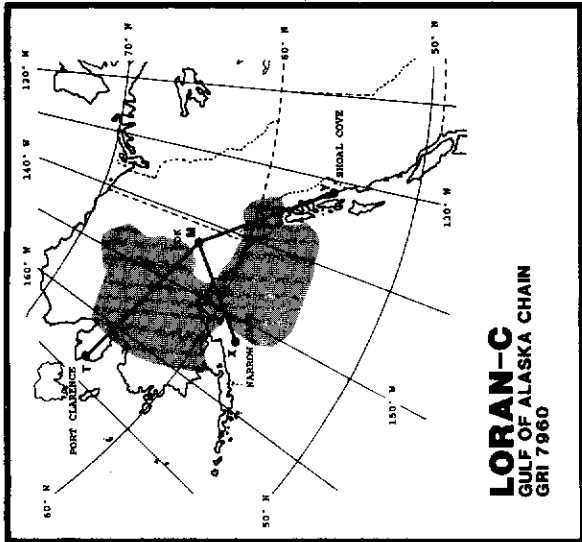 160° W
140° W
120° W
70° N
60° N
PORT CLARENCE
T
TOK
M
60° N
X
NARROW
SHOAL COVE
50° N
150° W
130° W
50° N
LORAN-C
GULF OF ALASKA CHAIN
GRI 7960